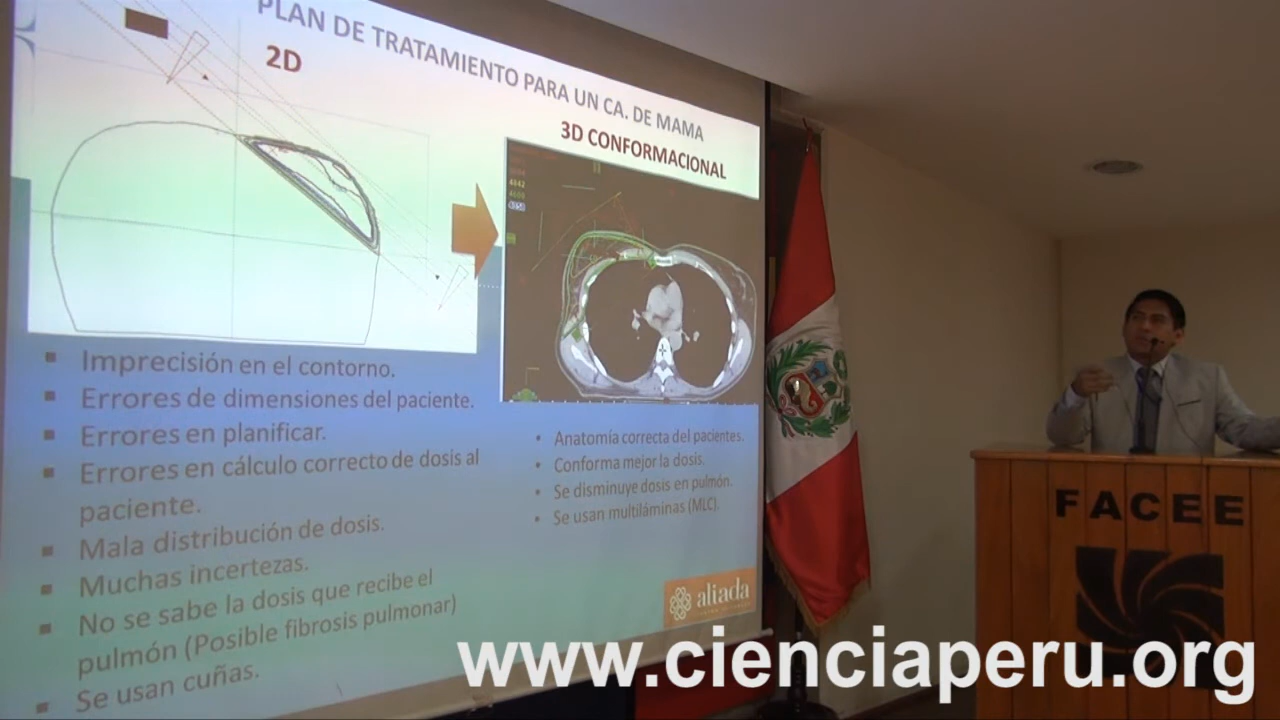 PLAN DE TRATAMIENTO PARA UN CA. DE MAMA
2D
3D CONFORMACIONAL
Imprecisión en el contorno.
Errores de dimensiones del paciente.
Errores en planificar.
Errores en cálculo correcto de dosis al
paciente.
Mala distribución de dosis.
Muchas incertezas.
No se sabe la dosis que recibe el
pulmón (Posible fibrosis pulmonar)
Se usan cuñas.
Anatomía correcta del pacientes.
Conforma mejor la dosis.
Se disminuye dosis en pulmón.
Se usan multiláminas (MLC).
aliada
FACEE
www.cienciaperu.org